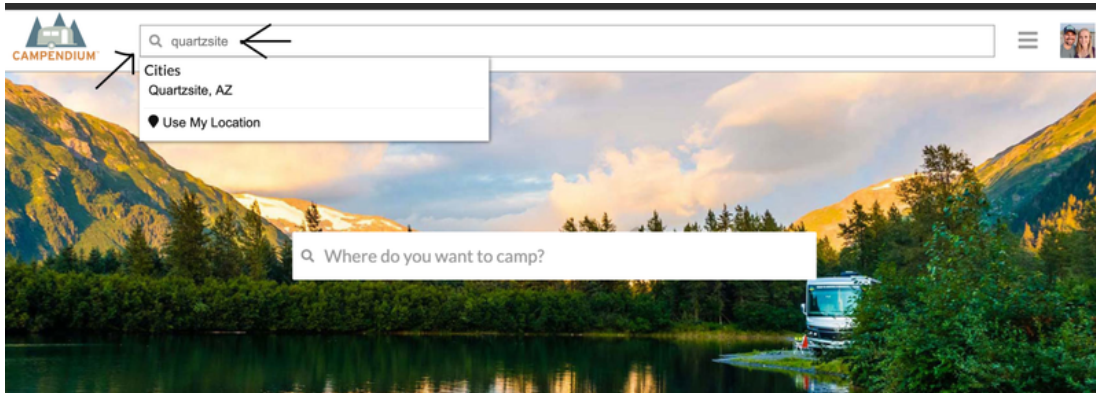 CAMPENDIUM
quartzsite
Cities
Quartzsite, AZ
Use My Location
Where do you want to camp?